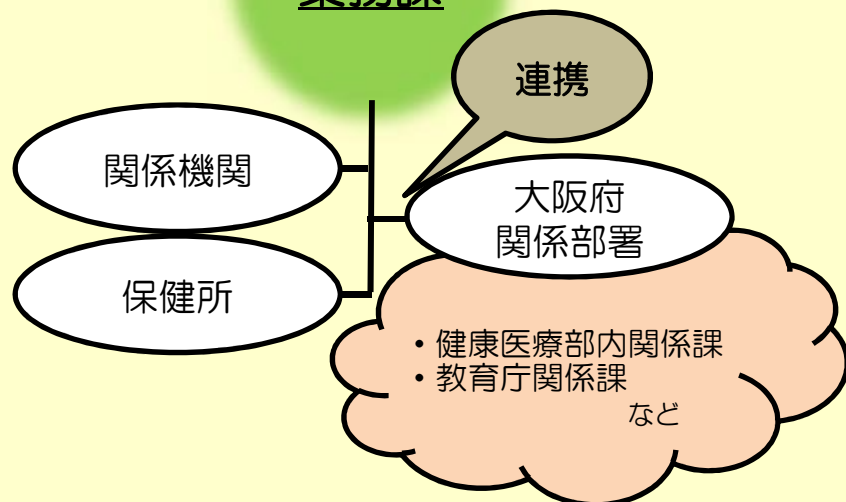 連携
関係機関
大阪府
関係部署
保健所
・健康医療部内関係課
・教育庁関係課
など